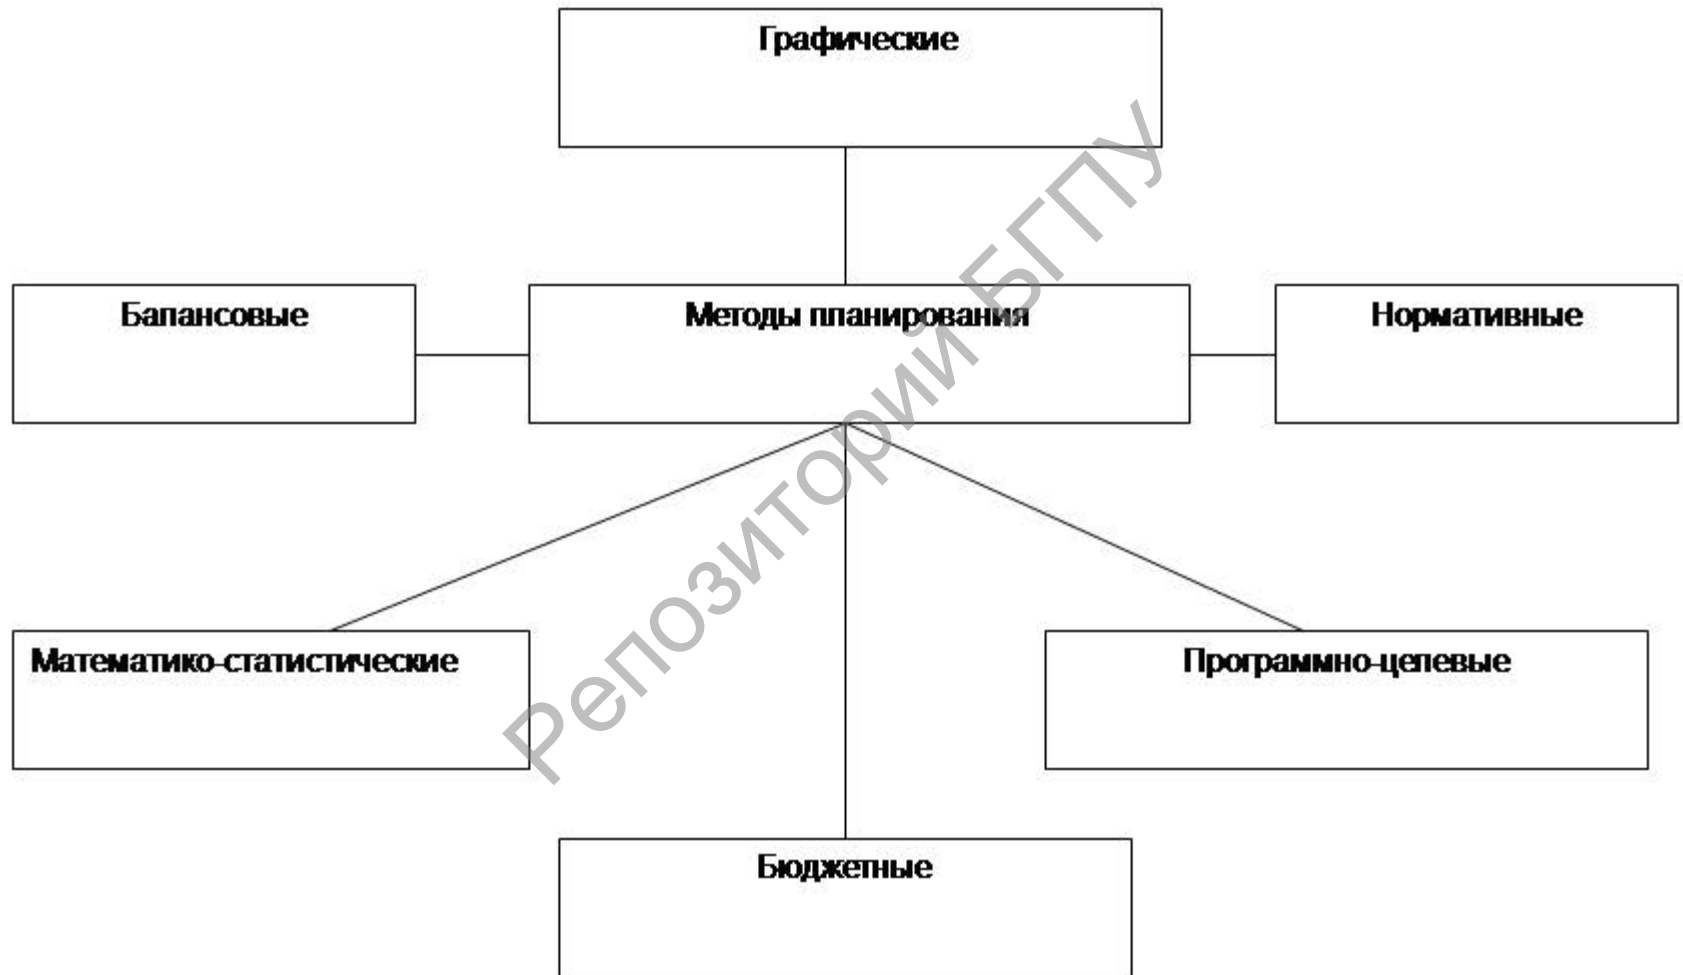 Графические
Балансовые
Методы планирования
Нормативные
Математико-статистические
Программно-целевые
Бюджетные
Репозиторий БГПУ